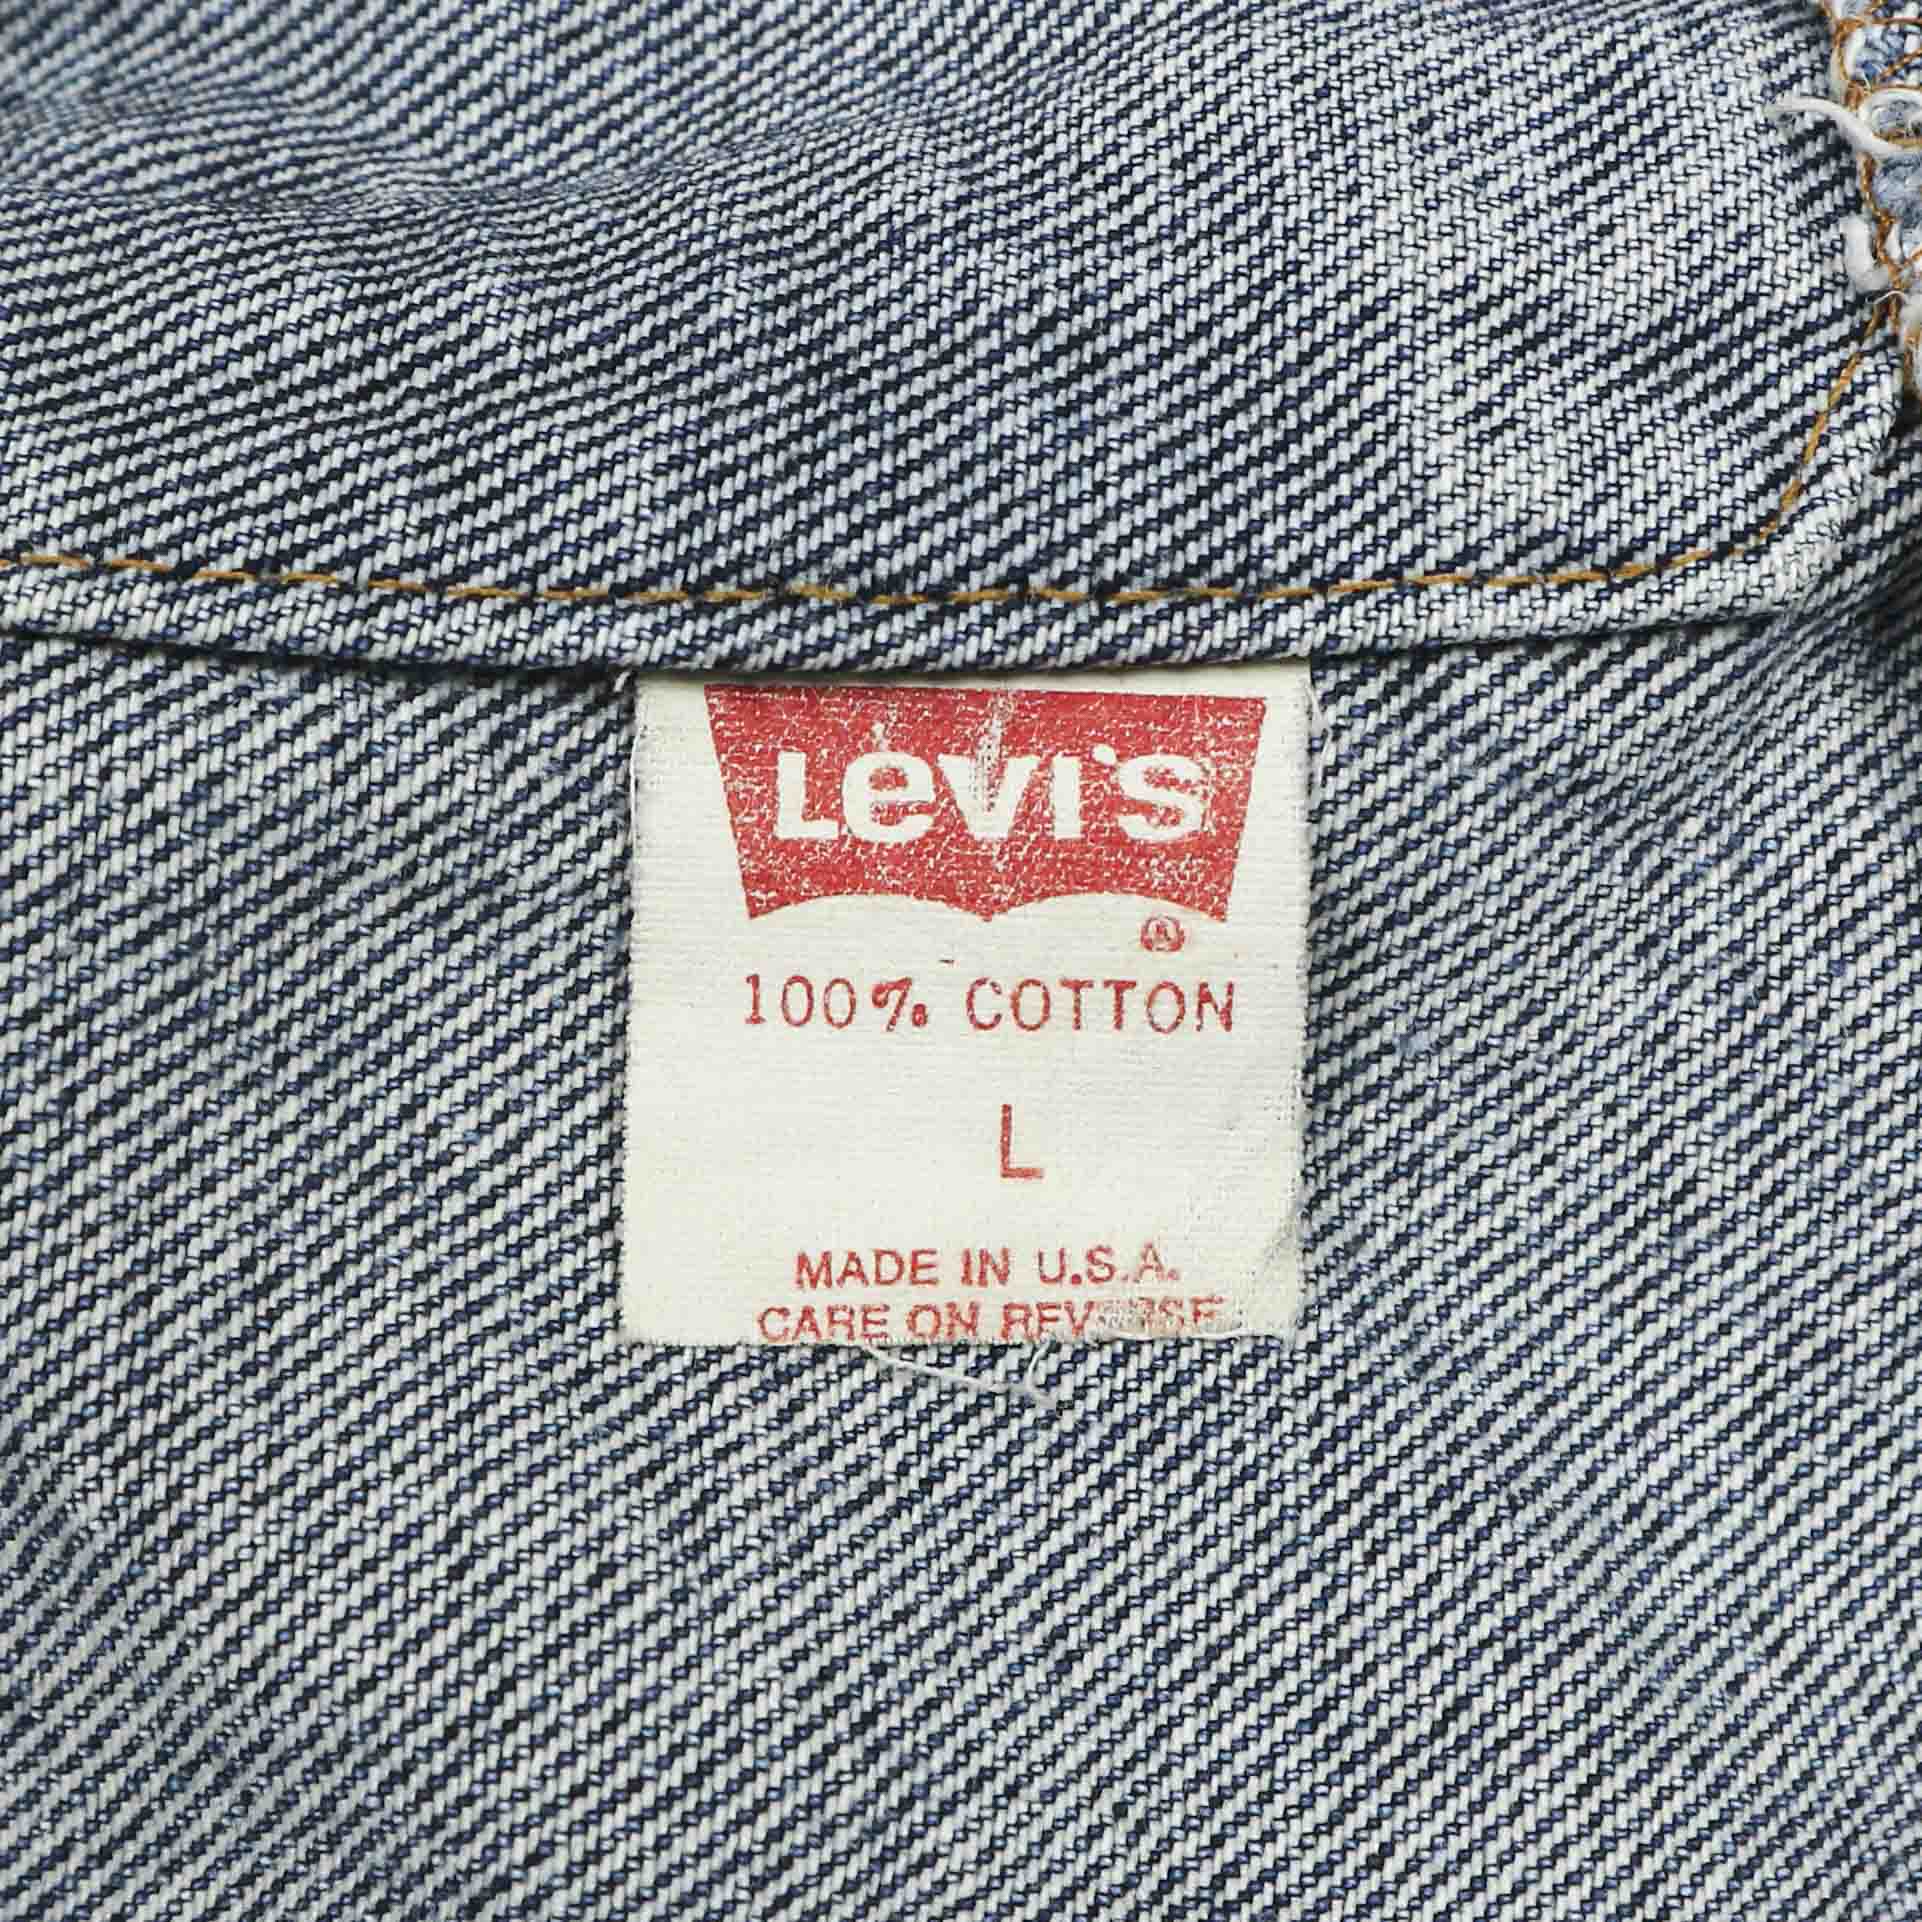 Levi's
®
100% COTTON
L
MADE IN U.S.A.
CARE ON REVERSE